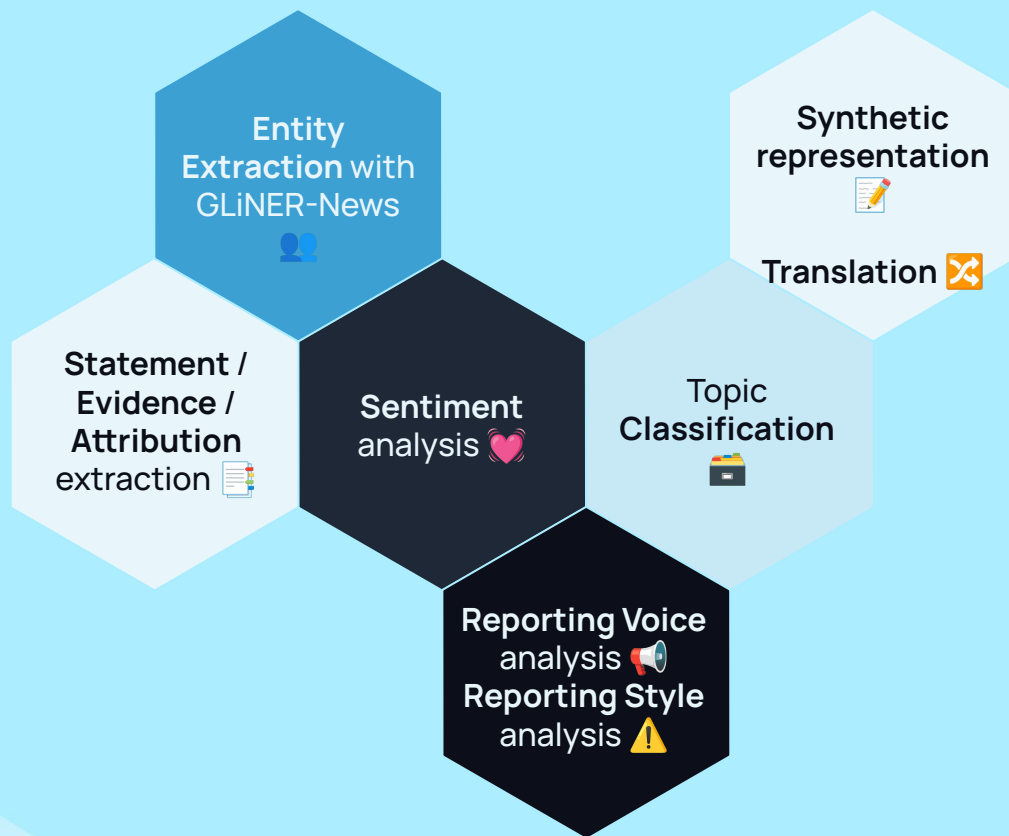 Entity
Extraction with
GLiNER-News
👥
Synthetic
representation
📝
Translation 🔀
Statement /
Evidence /
Attribution
extraction 📑
Sentiment
analysis 💓
Topic
Classification
🗃️
Reporting Voice
analysis 📢
Reporting Style
analysis ⚠️